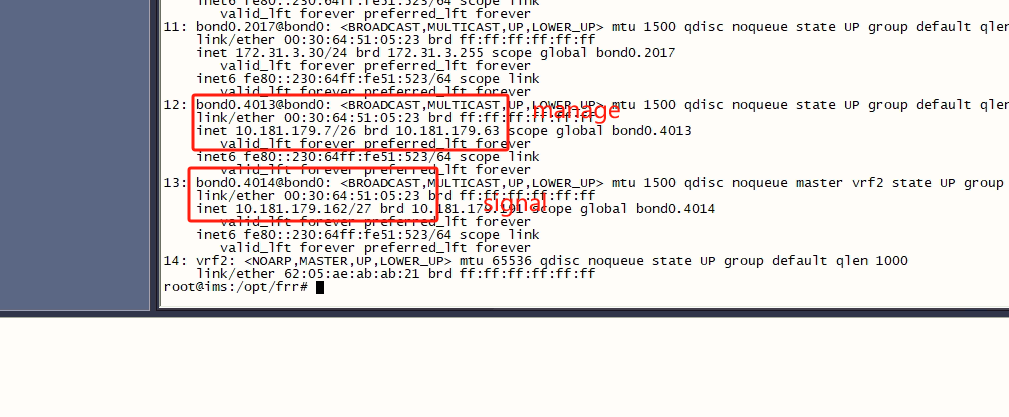 inet6 fe80::230:64ff:fe51:523/64 scope link
valid_lft forever preferred_lft forever
11: bond0.2017@bond0: <BROADCAST,MULTICAST,UP,LOWER_UP> mtu 1500 qdisc noqueue state UP group default qlen
link/ether 00:30:64:51:05:23 brd ff:ff:ff:ff:ff:ff
inet 172.31.3.30/24 brd 172.31.3.255 scope global bond0.2017
valid_lft forever preferred_lft forever
inet6 fe80::230:64ff:fe51:523/64 scope link
valid_lft forever preferred_lft forever
12: bond0.4013@bond0: <BROADCAST,MULTICAST,UP,LOWER_UP> mtu 1500 qdisc noqueue state UP group default qlen
manage
link/ether 00:30:64:51:05:23 brd ff:ff:ff:ff:ff:ff
inet 10.181.179.7/26 brd 10.181.179.63 scope global bond0.4013
valid_lft forever preferred_lft forever
inet6 fe80::230:64ff:fe51:523/64 scope link
valid_lft forever preferred_lft forever
13: bond0.4014@bond0: <BROADCAST,MULTICAST,UP,LOWER_UP> mtu 1500 qdisc noqueue master vrf2 state UP group
link/ether 00:30:64:51:05:23 brd ff:ff:ff:ff:ff:ff
signal
inet 10.181.179.162/27 brd 10.181.179.191 scope global bond0.4014
valid_lft forever preferred_lft forever
inet6 fe80::230:64ff:fe51:523/64 scope link
valid_lft forever preferred_lft forever
14: vrf2: <NOARP,MASTER,UP,LOWER_UP> mtu 65536 qdisc noqueue state UP group default qlen 1000
link/ether 62:05:ae:ab:ab:21 brd ff:ff:ff:ff:ff:ff
root@ims:/opt/frr#